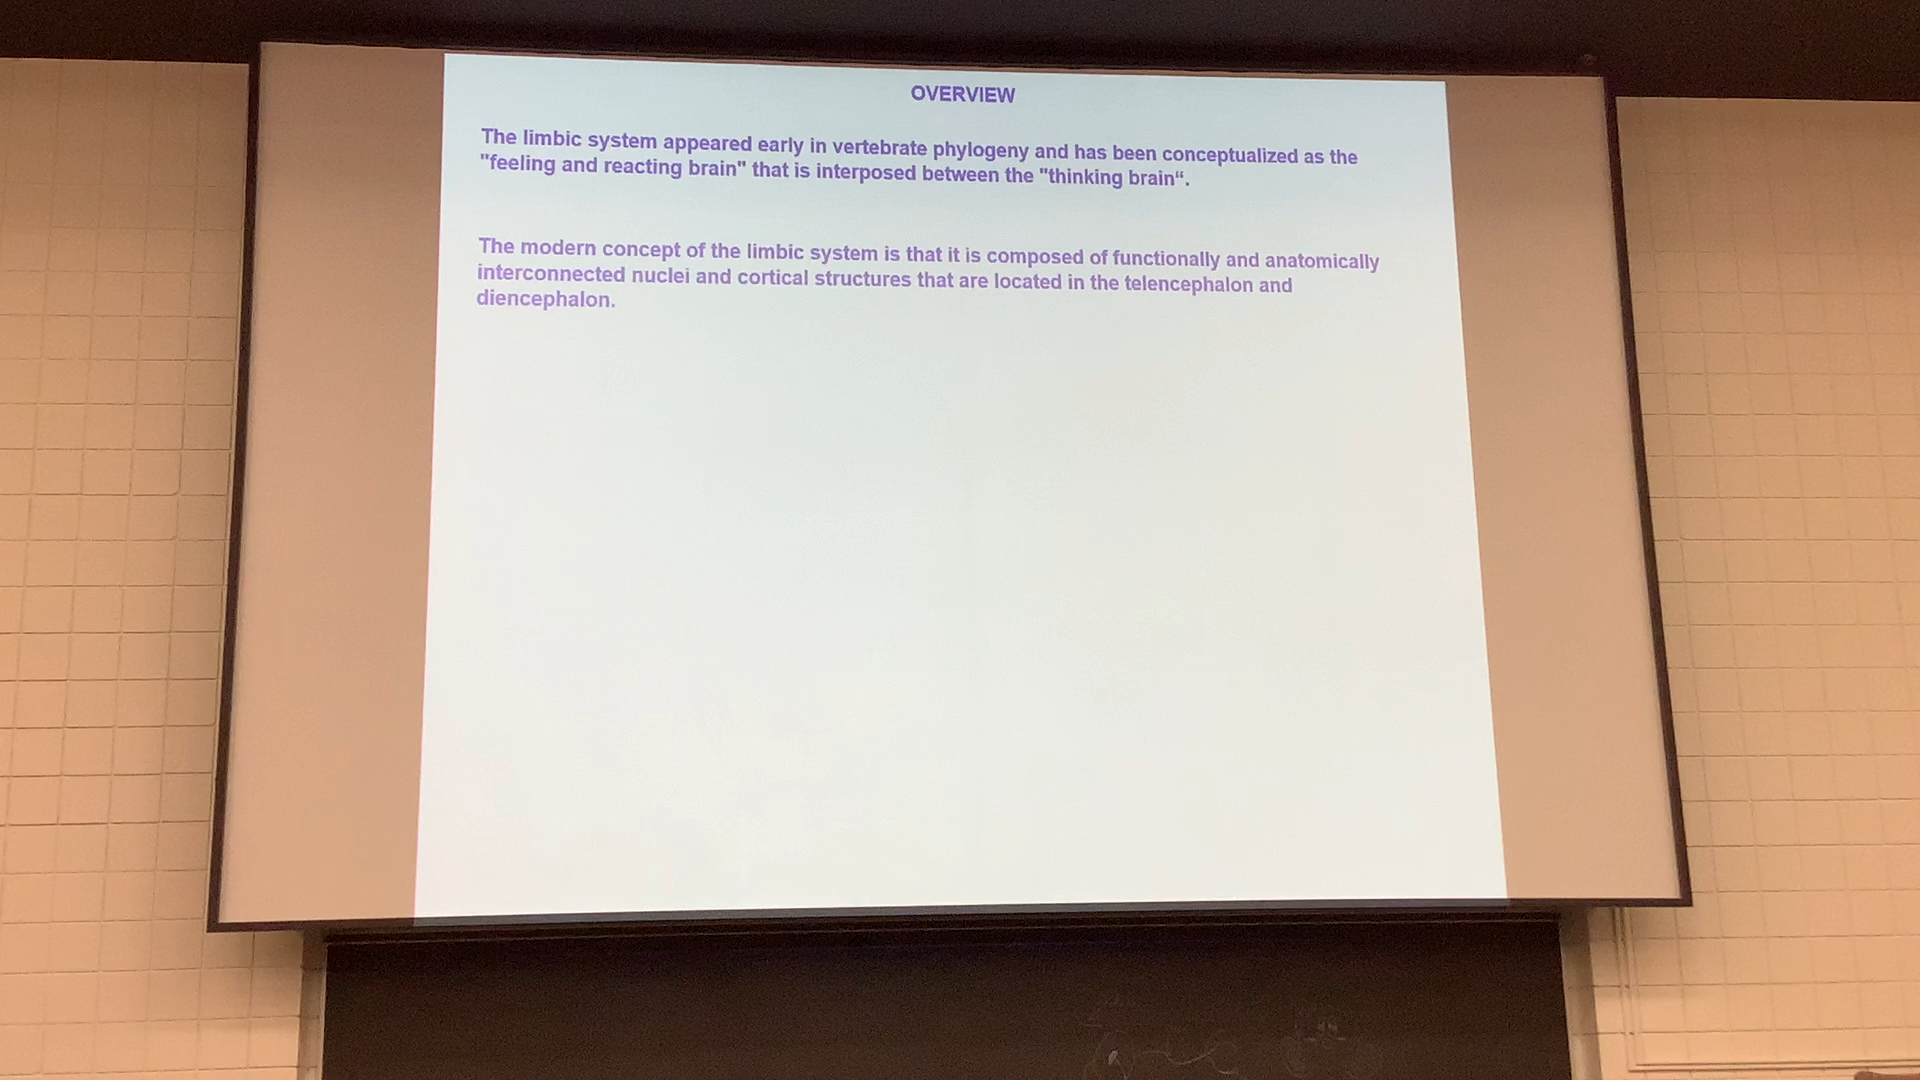 OVERVIEW
The limbic system appeared early in vertebrate phylogeny and has been conceptualized as the
"feeling and reacting brain" that is interposed between the "thinking brain“.
The modern concept of the limbic system is that it is composed of functionally and anatomically
interconnected nuclei and cortical structures that are located in the telencephalon and
diencephalon.